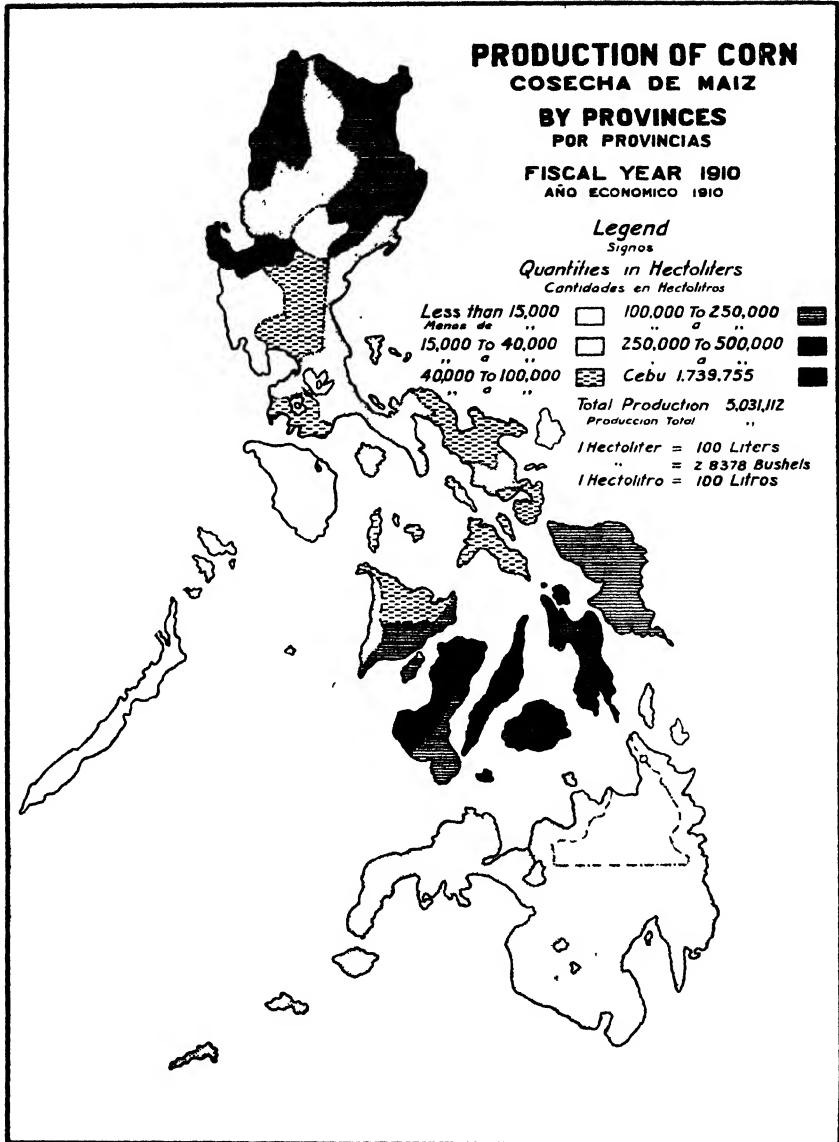 PRODUCTION OF CORN
COSECHA DE MAIZ
BY PROVINCES
POR PROVINCIAS
FISCAL YEAR 1910
AÑO ECONOMICO 1910
Legend
Signos
Quantities in Hectoliters
Cantidades en Hectolitros
Less than 15,000
Menos de ,,
15,000 To 40,000
,, a ,,
40,000 To 100,000
,, a ,,
100,000 To 250,000
,, a ,,
250,000 To 500,000
,, a ,,
Cebu 1.739.755
Total Production 5,031,112
Produccion Total ,,
1 Hectoliter = 100 Liters
,, = 2 8378 Bushels
1 Hectolitro = 100 Litros